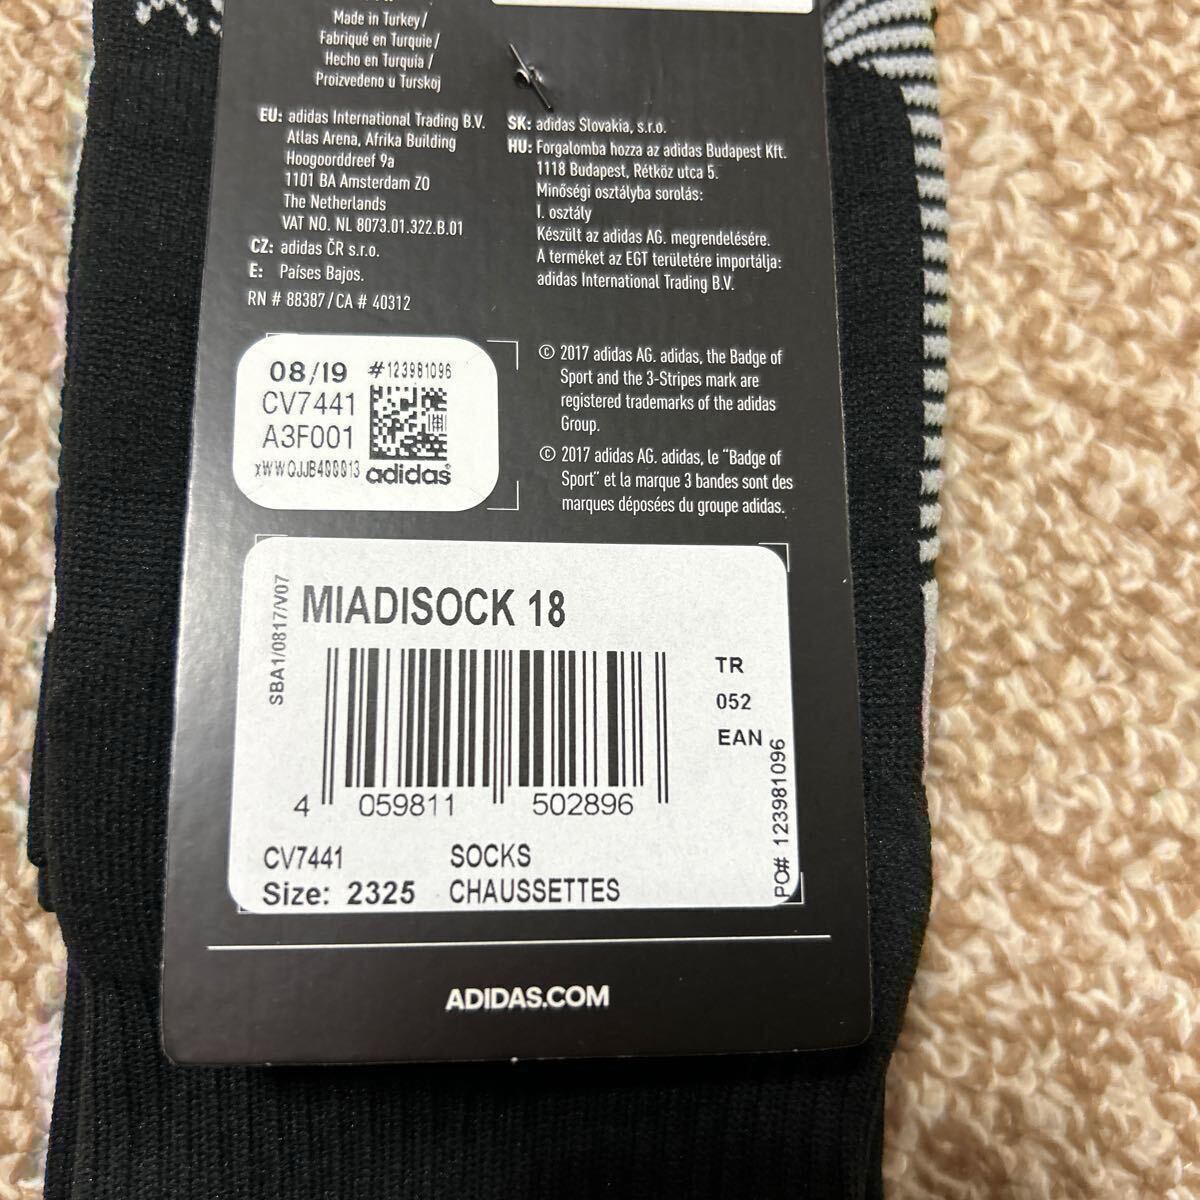 Made in Turkey/
Fabriqué en Turquie/
Hecho en Turquía/
Proizvedeno u Turskoj
EU: adidas International Trading B.V.
Atlas Arena, Afrika Building
Hoogoorddreef 9a
1101 BA Amsterdam ZO
The Netherlands
VAT NO. NL 8073.01.322.B.01
CZ: adidas ČR s.r.o.
E: Países Bajos.
RN # 88387/CA # 40312
SK: adidas Slovakia, s.r.o.
HU: Forgalomba hozza az adidas Budapest Kft.
1118 Budapest, Rétköz utca 5.
Minőségi osztályba sorolás:
I. osztály
Készült az adidas AG. megrendelésére.
A terméket az EGT területére importálja:
adidas International Trading B.V.
08/19 #123981096
CV7441
A3F001
adidas
© 2017 adidas AG. adidas, the Badge of
Sport and the 3-Stripes mark are
registered trademarks of the adidas
Group.
© 2017 adidas AG. adidas, le "Badge of
Sport" et la marque 3 bandes sont des
marques déposées du groupe adidas.
SBA1/0817/V07
MIADISOCK 18
TR
052
EAN
4 059811 502896
PO# 123981096
CV7441 SOCKS
Size: 2325 CHAUSSETTES
ADIDAS.COM